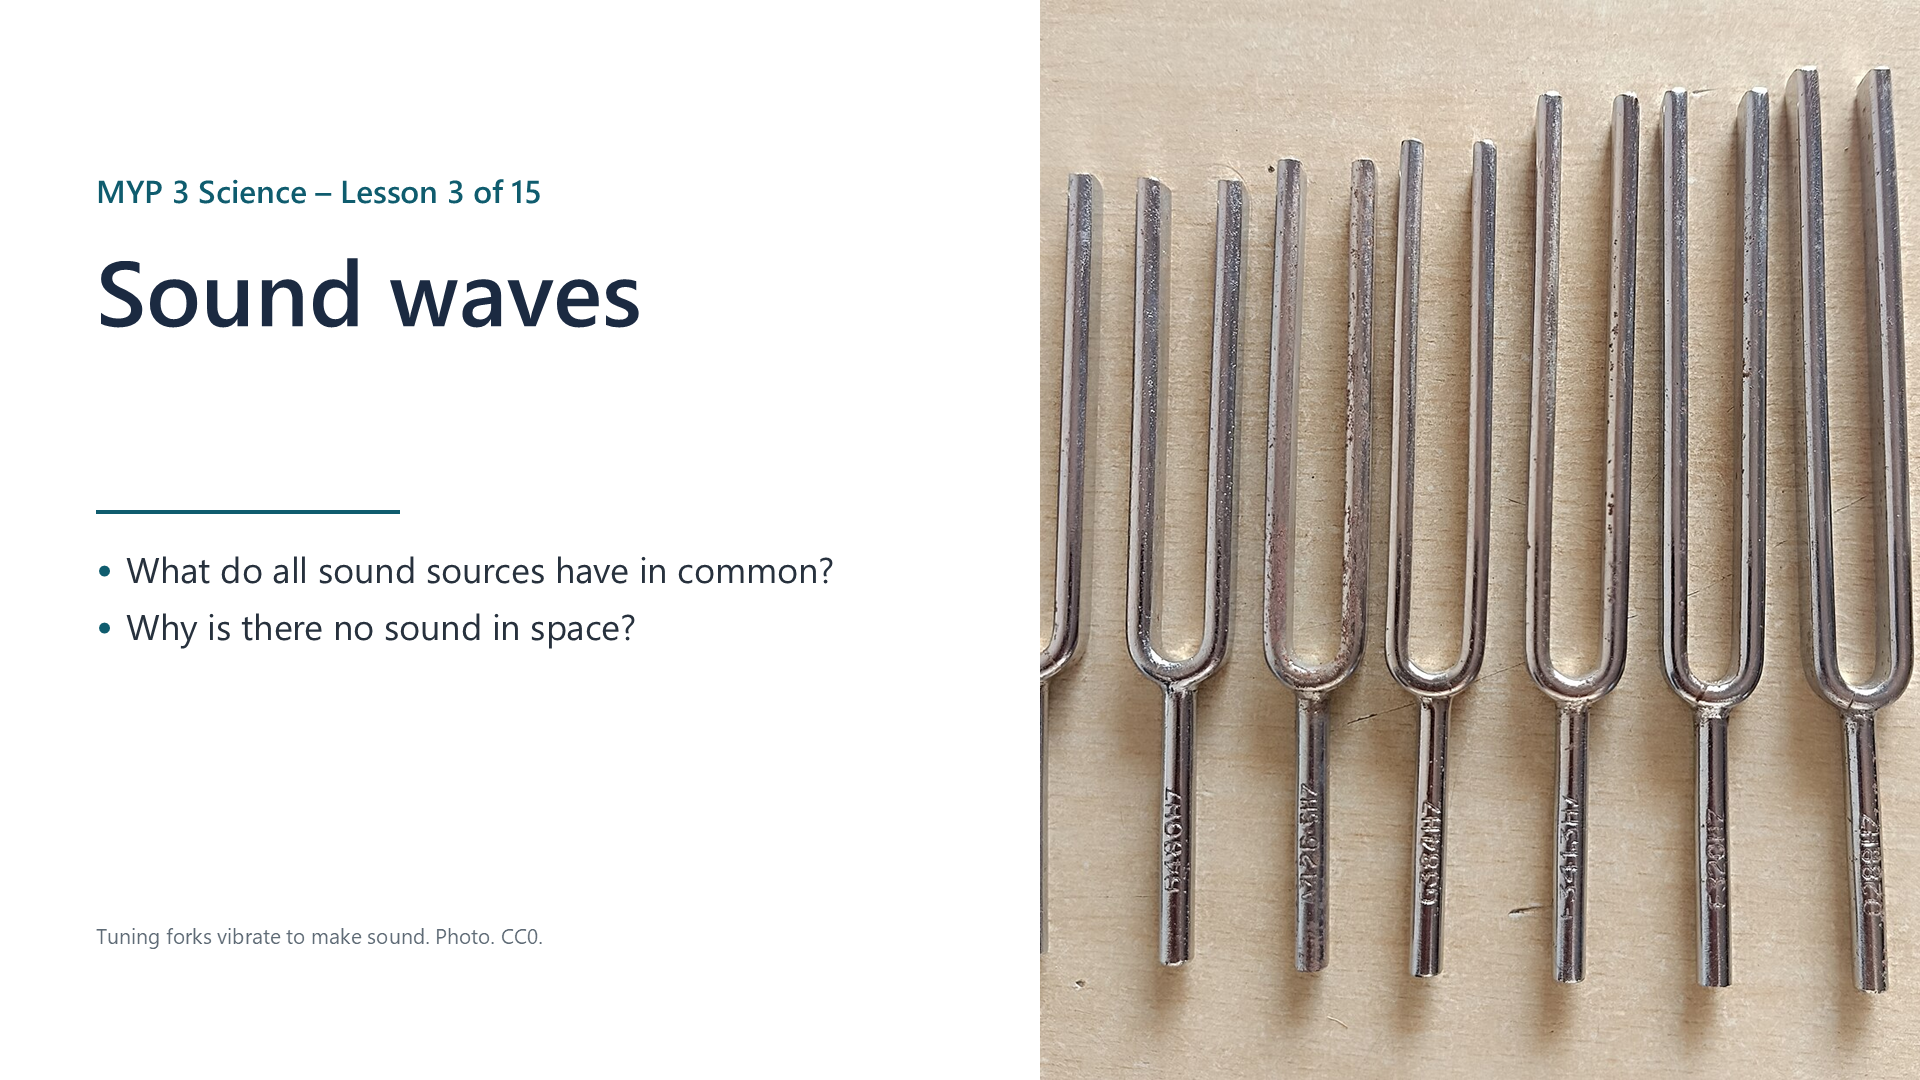 MYP 3 Science – Lesson 3 of 15
Sound waves
• What do all sound sources have in common?
• Why is there no sound in space?
Tuning forks vibrate to make sound. Photo. CC0.
G384HZ